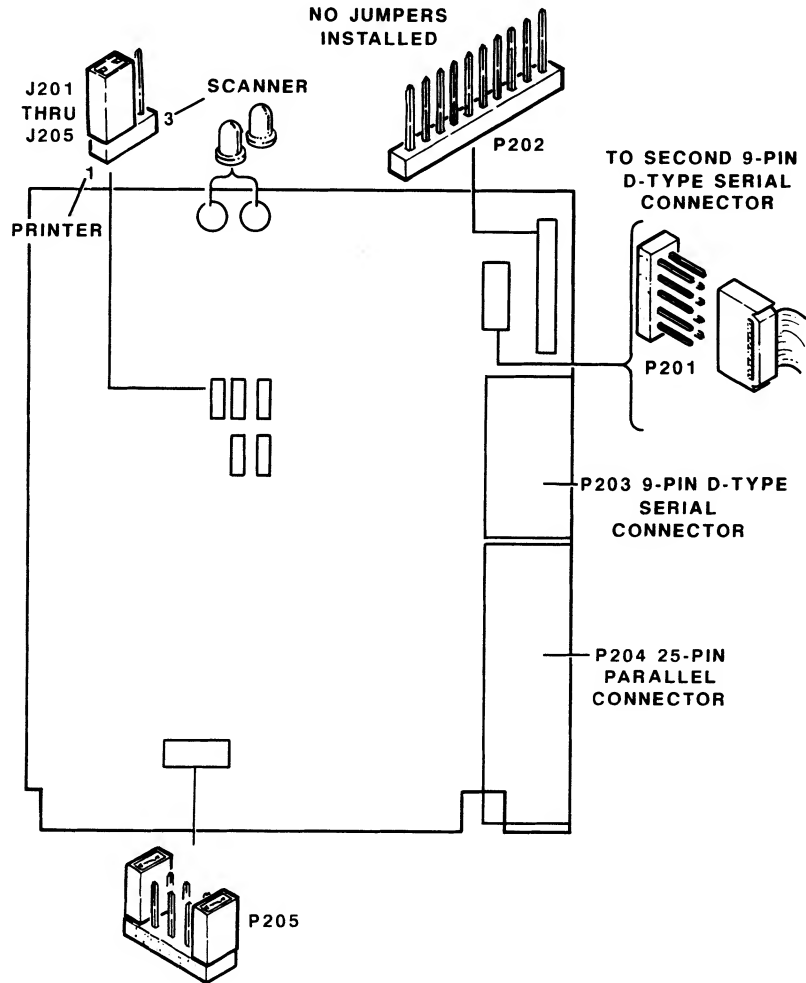 NO JUMPERS
INSTALLED
J201
THRU
J205
3
SCANNER
1
PRINTER
P202
TO SECOND 9-PIN
D-TYPE SERIAL
CONNECTOR
P201
P203 9-PIN D-TYPE
SERIAL
CONNECTOR
P204 25-PIN
PARALLEL
CONNECTOR
P205